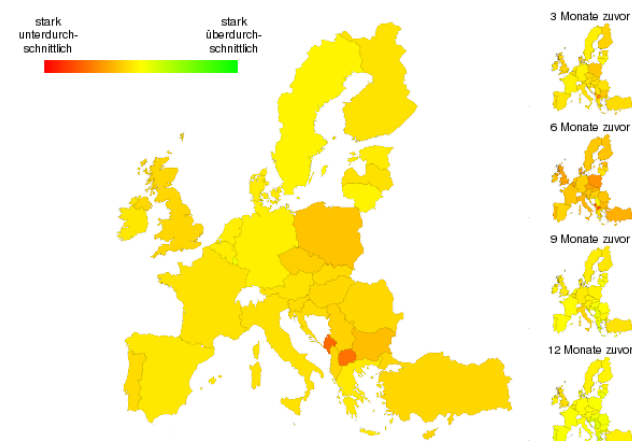 stark
unterdurch-
schnittlich
stark
überdurch-
schnittlich
3 Monate zuvor
6 Monate zuvor
9 Monate zuvor
12 Monate zuvor